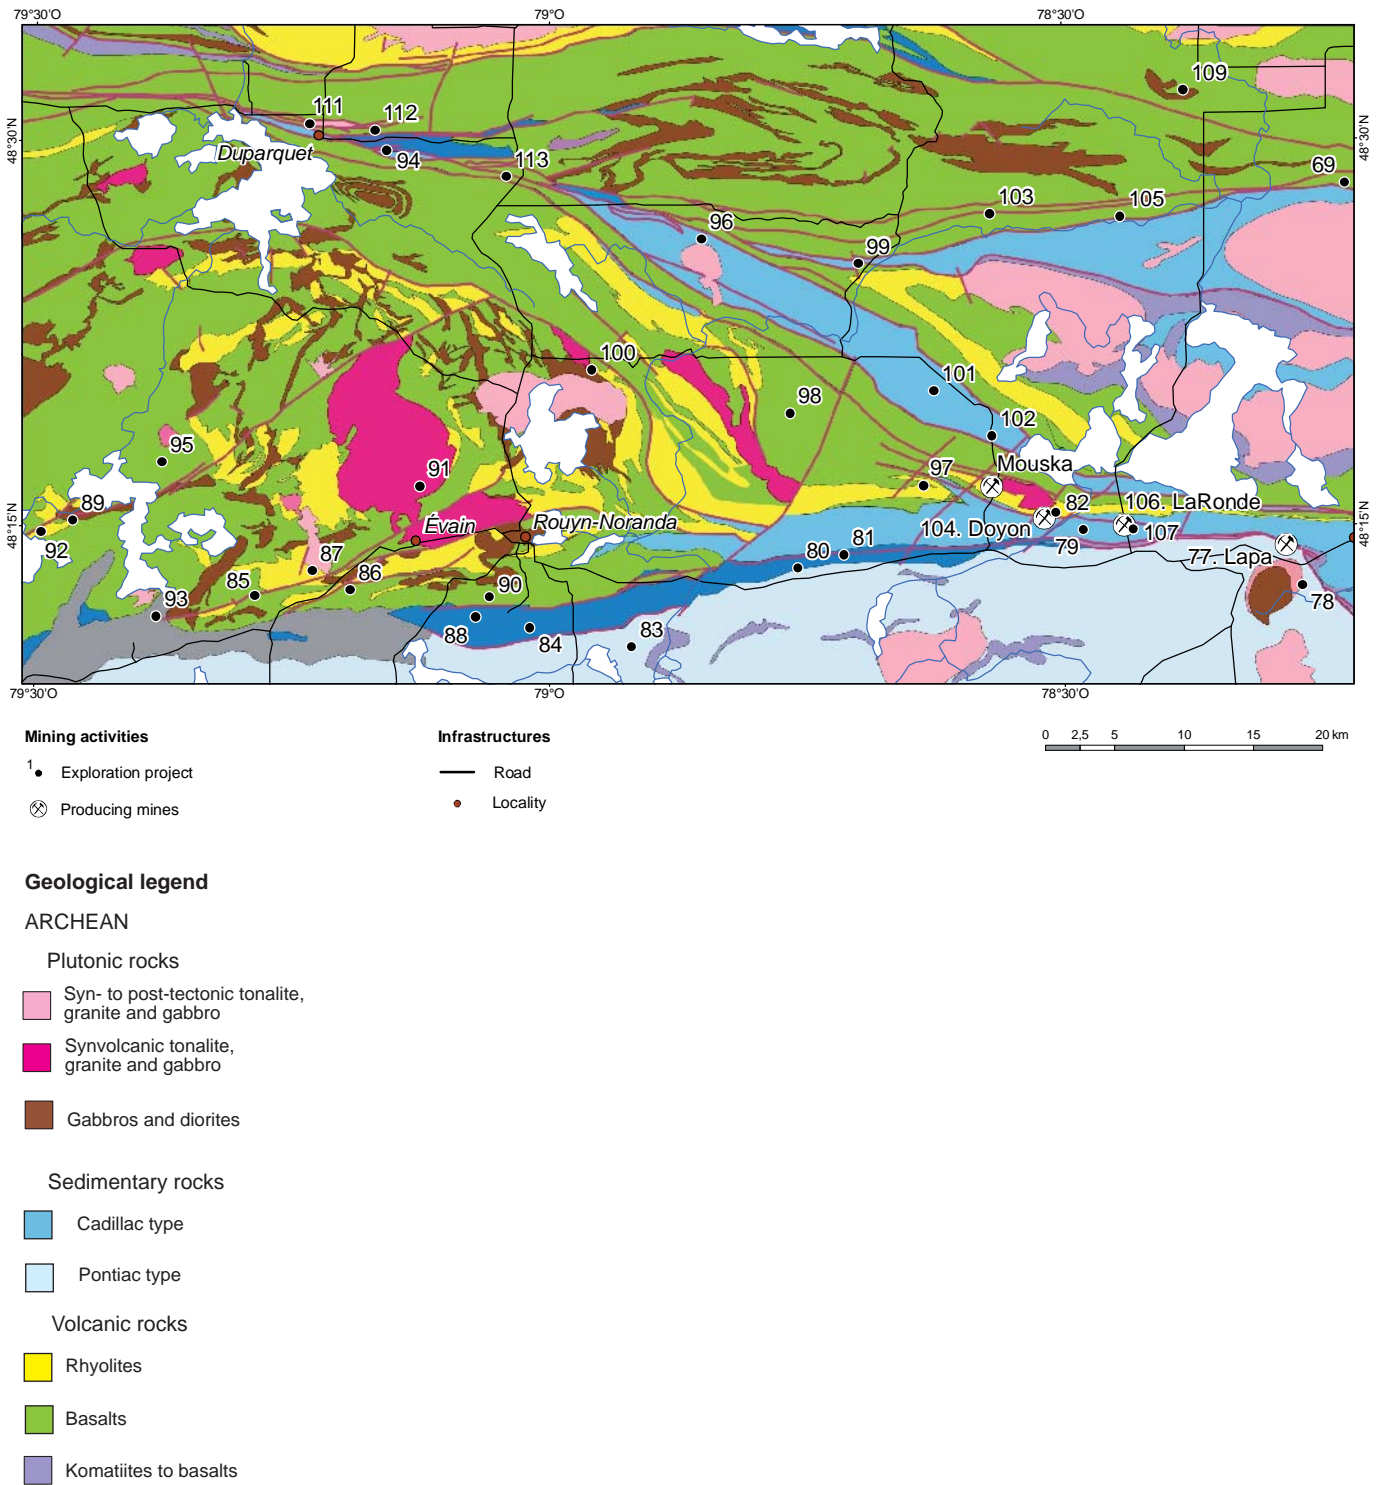 79°30'O
79°O
78°30'O
48°30'N
48°30'N
109
111
112
Duparquet
94
113
69
103
105
96
99
100
98
101
102
95
91
97
Mouska
89
82
106. LaRonde
Évain
Rouyn-Noranda
104. Doyon
107
48°15'N
48°15'N
92
81
79
77. Lapa
87
80
85
86
78
93
90
88
84
83
79°30'O
79°O
78°30'O
Mining activities
Infrastructures
0 2,5 5 10 15 20 km
1
Exploration project
Road
Producing mines
Locality
Geological legend
ARCHEAN
Plutonic rocks
Syn- to post-tectonic tonalite,
granite and gabbro
Synvolcanic tonalite,
granite and gabbro
Gabbros and diorites
Sedimentary rocks
Cadillac type
Pontiac type
Volcanic rocks
Rhyolites
Basalts
Komatiites to basalts